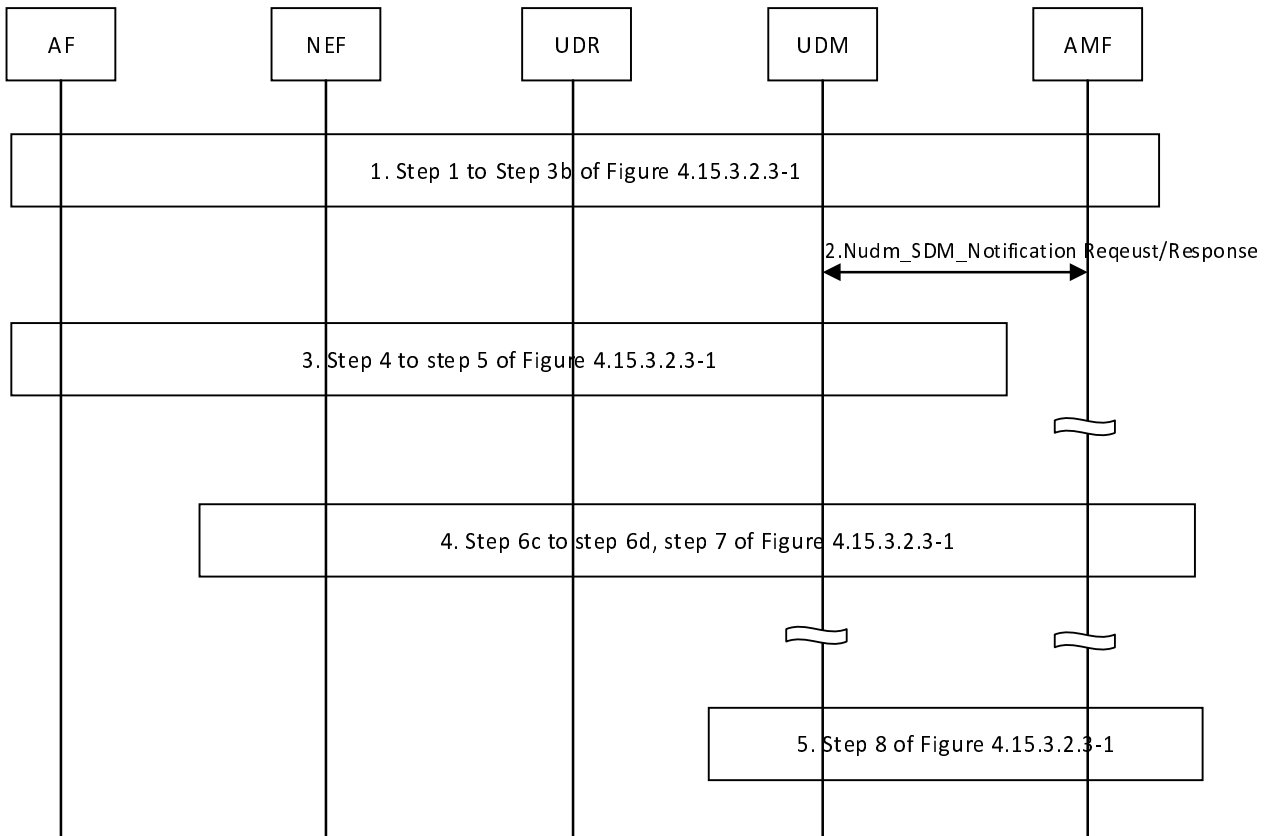 AF
NEF
UDR
UDM
AMF
1. Step 1 to Step 3b of Figure 4.15.3.2.3-1
2.Nudm_SDM_Notification Reqeust/Response
3. Step 4 to step 5 of Figure 4.15.3.2.3-1
4. Step 6c to step 6d, step 7 of Figure 4.15.3.2.3-1
5. Step 8 of Figure 4.15.3.2.3-1